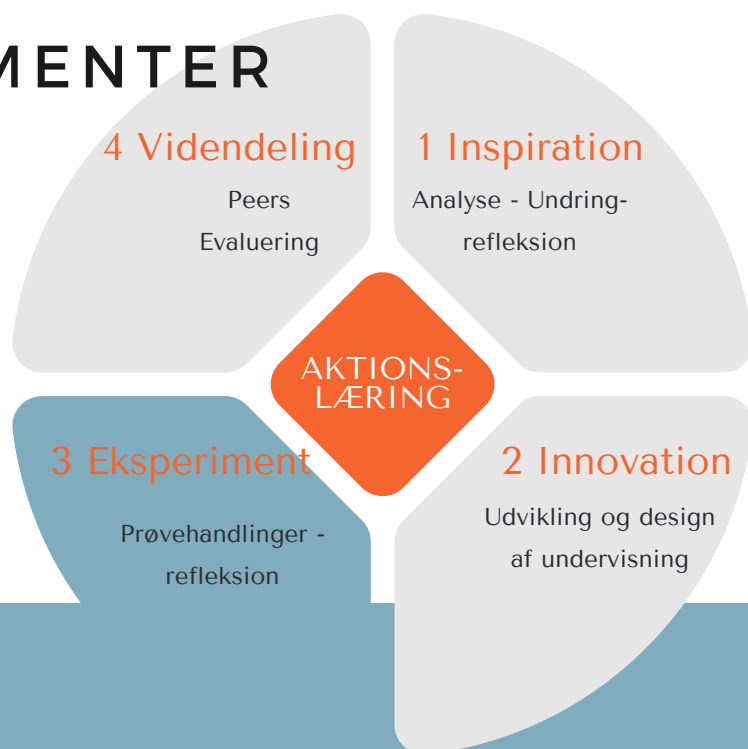 MENTER
4 Videndeling
Peers
Evaluering
1 Inspiration
Analyse - Undring-
refleksion
AKTIONS-
LÆRING
3 Eksperiment
Prøvehandlinger -
refleksion
2 Innovation
Udvikling og design
af undervisning